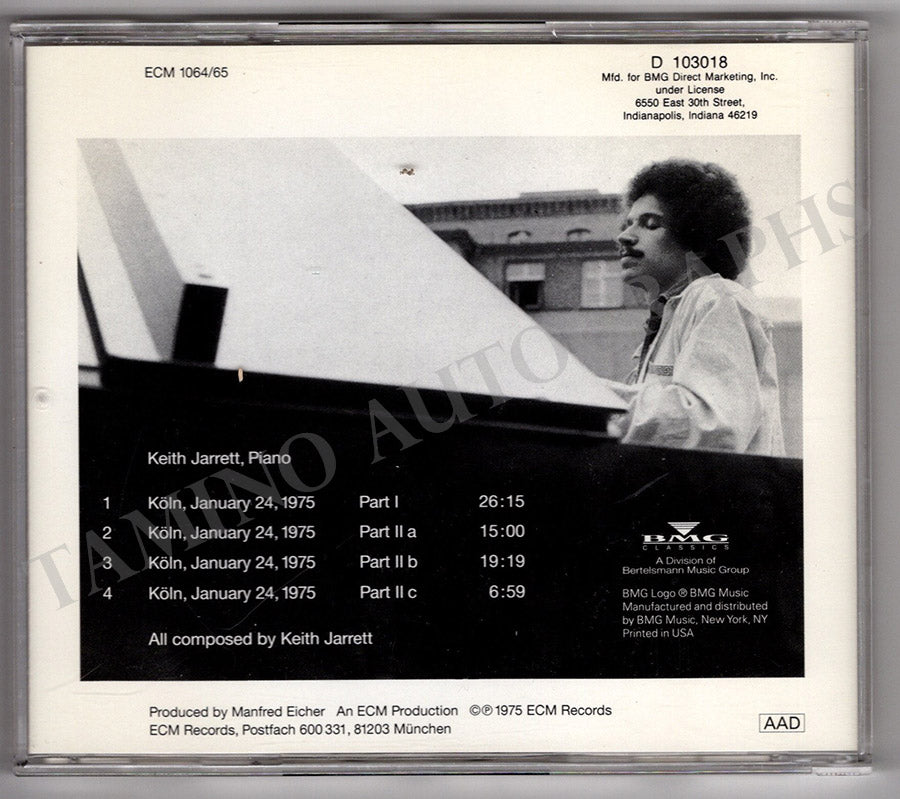 ECM 1064/65
D 103018
Mfd. for BMG Direct Marketing, Inc.
under License
6550 East 30th Street,
Indianapolis, Indiana 46219
TAMINO AUTOGRAPHS
Keith Jarrett, Piano
1 Köln, January 24, 1975 Part I 26:15
2 Köln, January 24, 1975 Part II a 15:00
3 Köln, January 24, 1975 Part II b 19:19
4 Köln, January 24, 1975 Part II c 6:59
All composed by Keith Jarrett
BMG
CLASSICS
A Division of
Bertelsmann Music Group
BMG Logo ® BMG Music
Manufactured and distributed
by BMG Music, New York, NY
Printed in USA
Produced by Manfred Eicher An ECM Production ©℗ 1975 ECM Records
ECM Records, Postfach 600 331, 81203 München
AAD